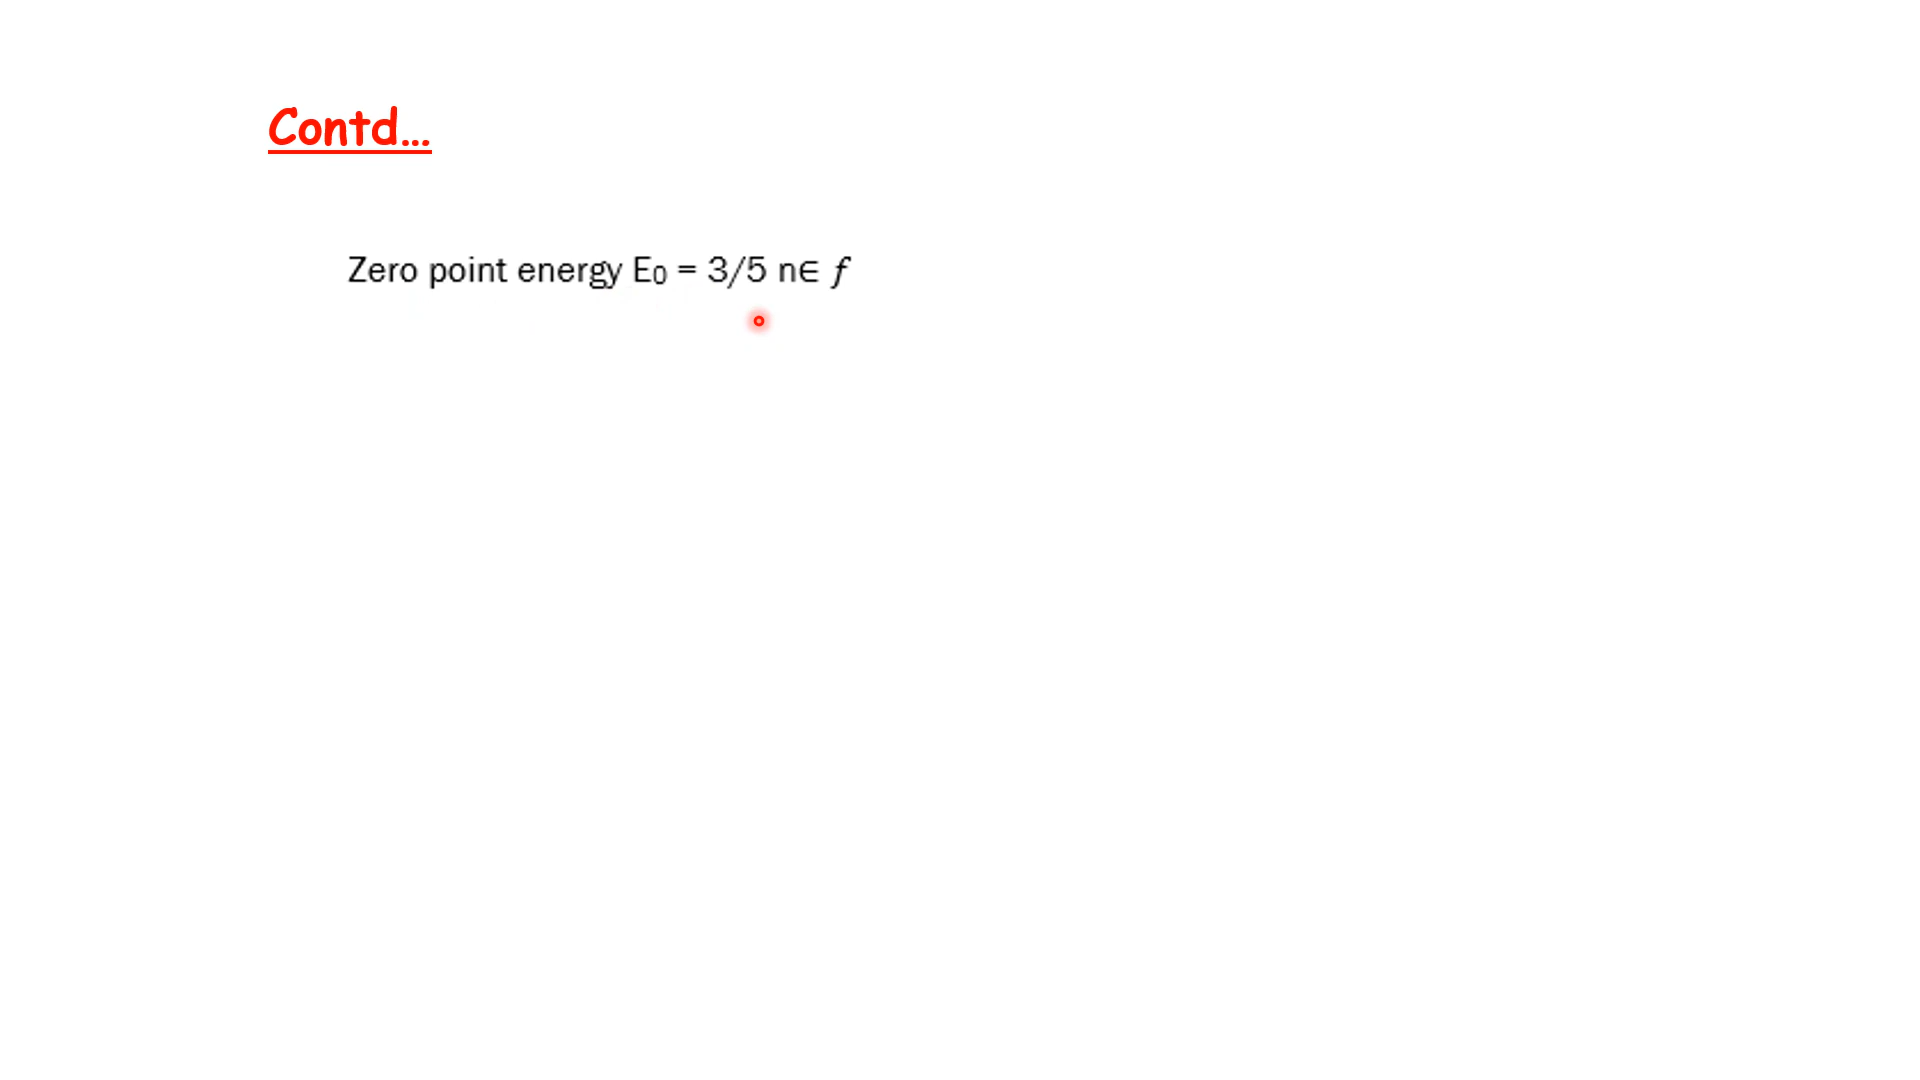 Contd...
Zero point energy E₀ = 3/5 n∈ f